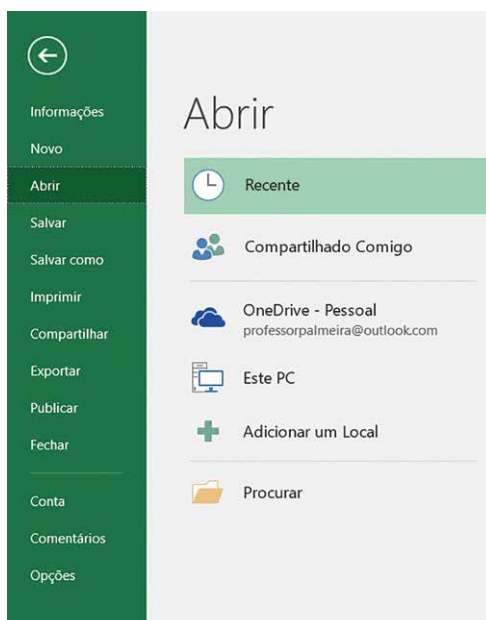 Informações
Novo
Abrir
Salvar
Salvar como
Imprimir
Compartilhar
Exportar
Publicar
Fechar
Conta
Comentários
Opções
Abrir
Recente
Compartilhado Comigo
OneDrive - Pessoal
professorpalmeira@outlook.com
Este PC
Adicionar um Local
Procurar